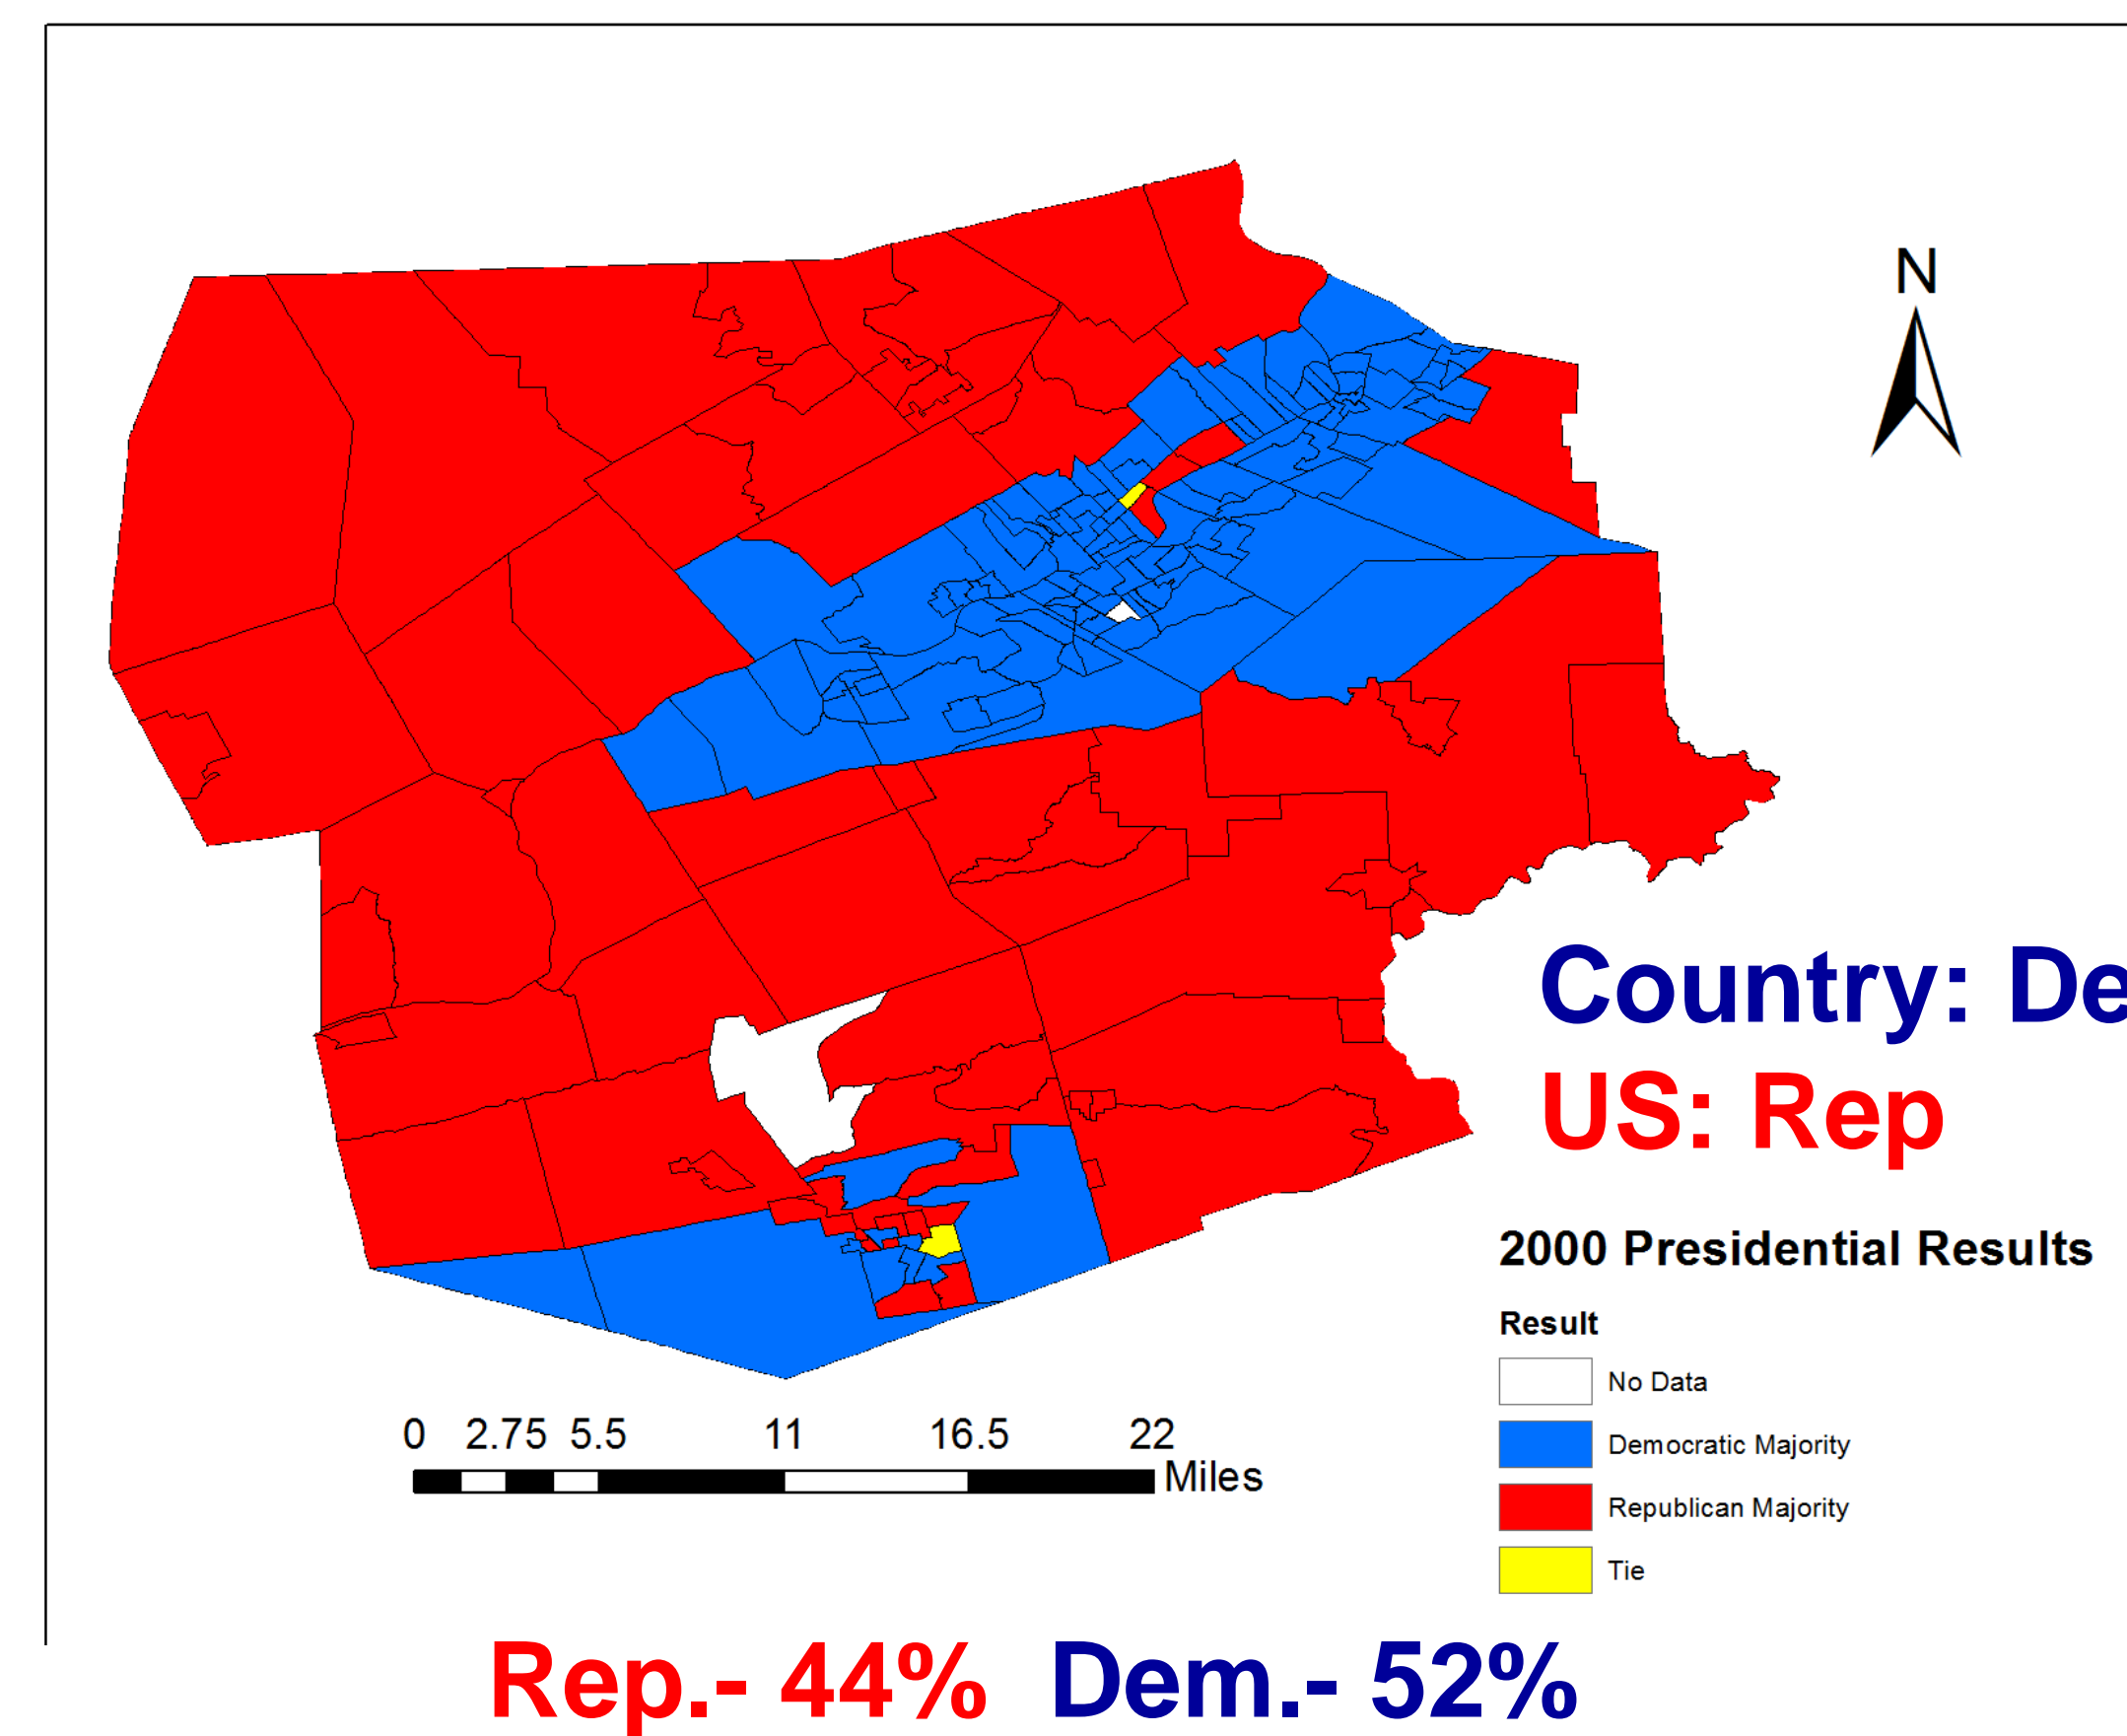 N
Country: De
US: Rep
2000 Presidential Results
Result
No Data
Democratic Majority
Republican Majority
Tie
0 2.75 5.5 11 16.5 22
Miles
Rep.- 44% Dem.- 52%